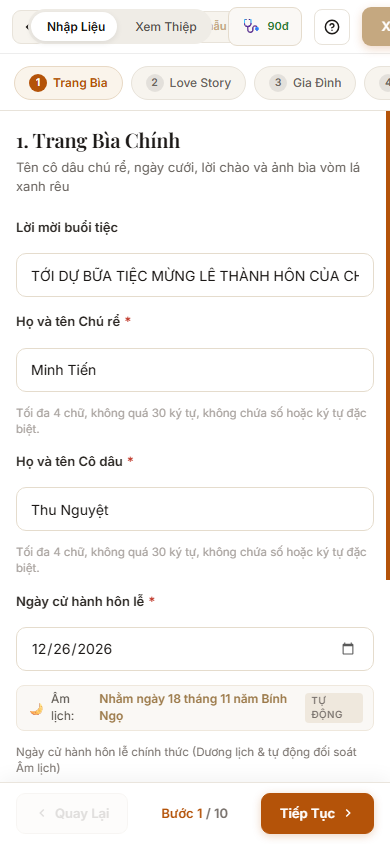 Nhập Liệu
Xem Thiệp
90đ
1 Trang Bìa
2 Love Story
3 Gia Đình
4
1. Trang Bìa Chính
Tên cô dâu chú rể, ngày cưới, lời chào và ảnh bìa vòm lá
xanh rêu
Lời mời buổi tiệc
TỚI DỰ BỮA TIỆC MỪNG LỄ THÀNH HÔN CỦA CH
Họ và tên Chú rể *
Minh Tiến
Tối đa 4 chữ, không quá 30 ký tự, không chứa số hoặc ký tự đặc
biệt.
Họ và tên Cô dâu *
Thu Nguyệt
Tối đa 4 chữ, không quá 30 ký tự, không chứa số hoặc ký tự đặc
biệt.
Ngày cử hành hôn lễ *
12/26/2026
Âm
lịch:
Nhằm ngày 18 tháng 11 năm Bính
Ngọ
TỰ
ĐỘNG
Ngày cử hành hôn lễ chính thức (Dương lịch & tự động đối soát
Âm lịch)
Quay Lại
Bước 1 / 10
Tiếp Tục